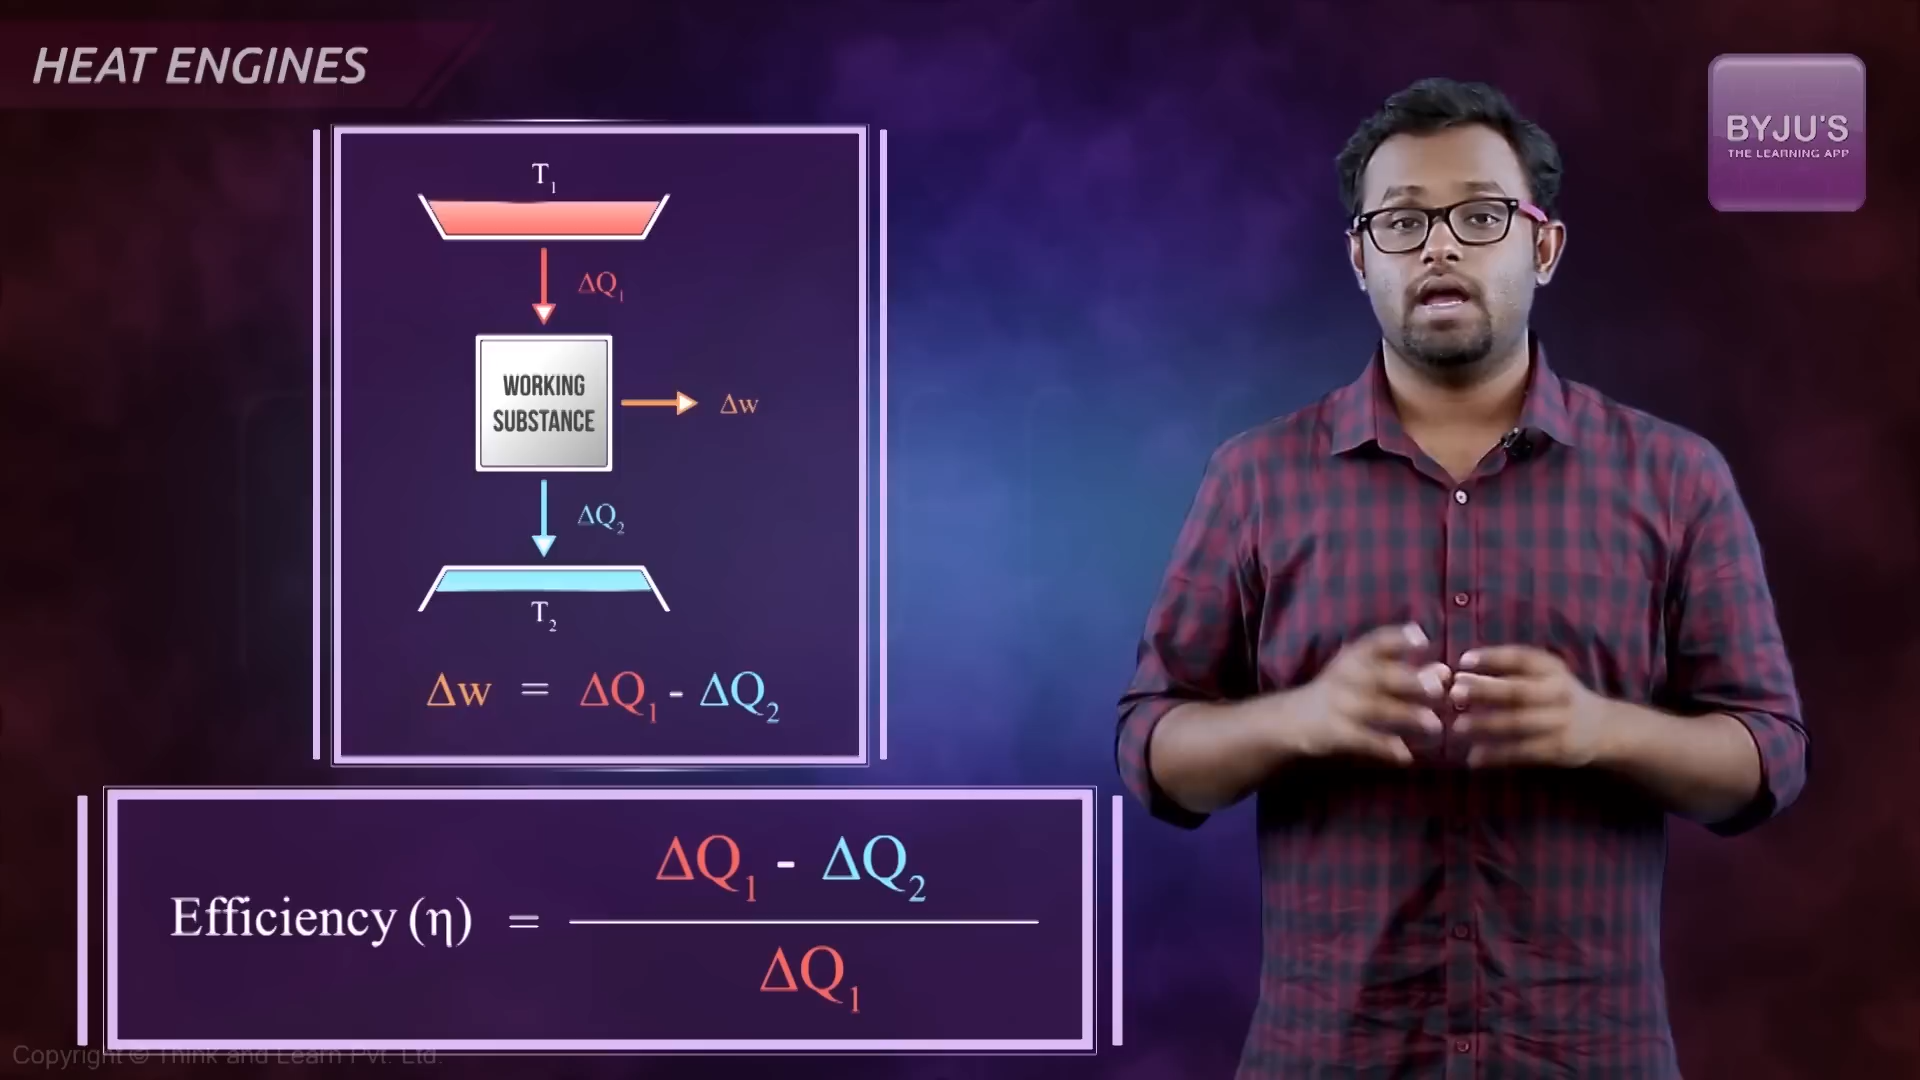 HEAT ENGINES
BYJU'S
THE LEARNING APP
T₁
ΔQ₁
WORKING
SUBSTANCE
Δw
ΔQ₂
T₂
Δw = ΔQ₁ - ΔQ₂
ΔQ₁ - ΔQ₂
Efficiency (η) =
ΔQ₁
Copyright © Think and Learn Pvt. Ltd.